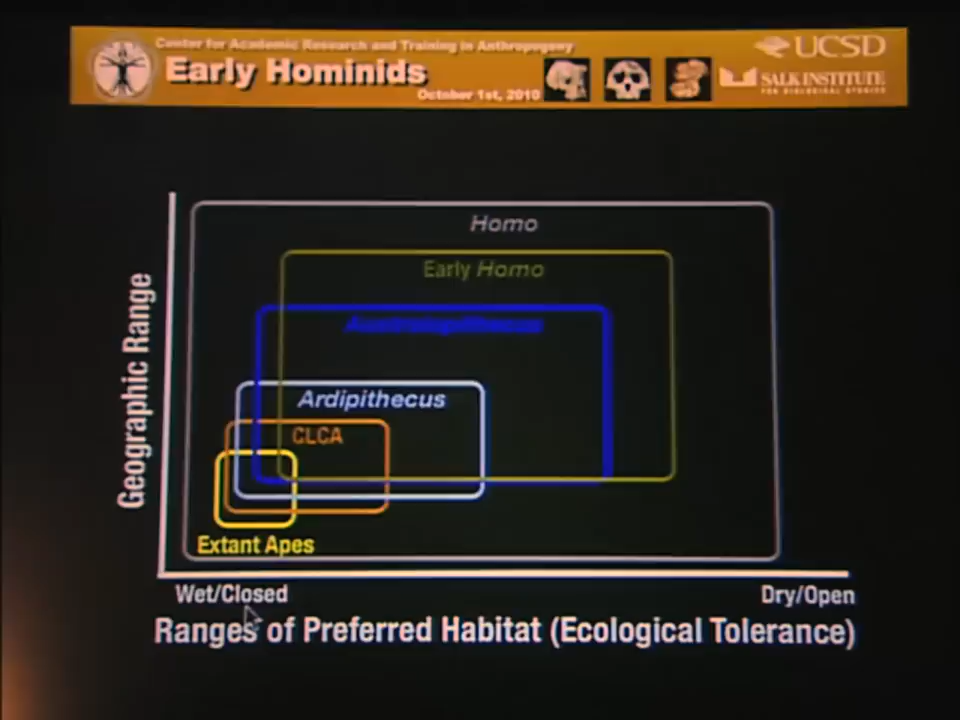 Center for Academic Research and Training in Anthropogeny
UCSD
Early Hominids
SALK INSTITUTE
FOR BIOLOGICAL STUDIES
October 1st, 2010
Homo
Early Homo
Australopithecus
Ardipithecus
CLCA
Extant Apes
Geographic Range
Wet/Closed
Dry/Open
Ranges of Preferred Habitat (Ecological Tolerance)